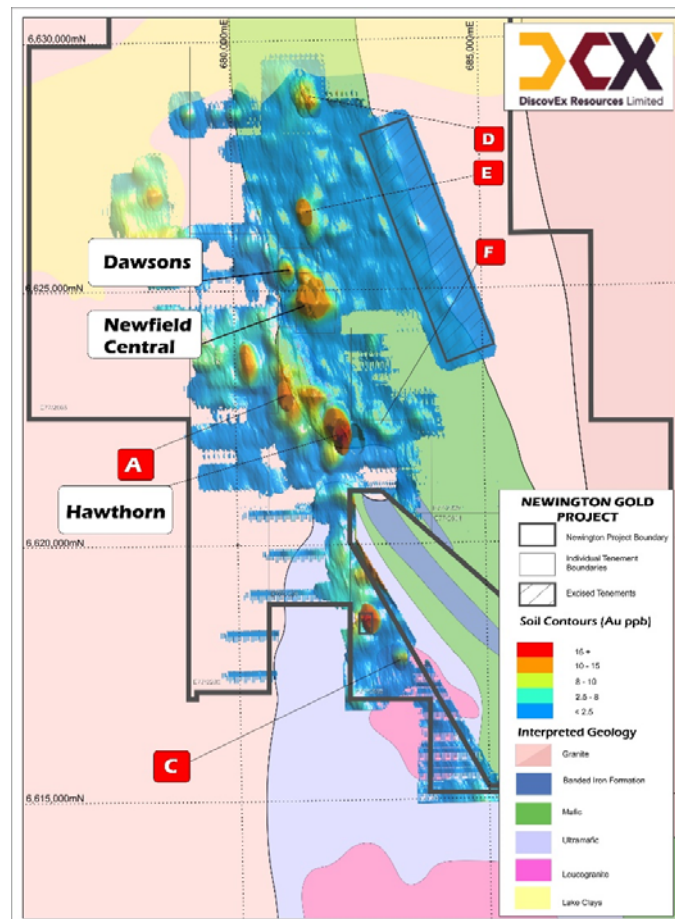 6,630,000mN
680,000mE
685,000mE
DCX
DiscovEx Resources Limited
D
E
F
Dawsons
6,625,000mN
Newfield
Central
A
Hawthorn
6,620,000mN
C
6,615,000mN
NEWINGTON GOLD
PROJECT
Newington Project Boundary
Individual Tenement
Boundaries
Excised Tenements
Soil Contours (Au ppb)
15 +
10 - 15
8 - 10
2.5 - 8
< 2.5
Interpreted Geology
Granite
Banded Iron Formation
Mafic
Ultramafic
Leucogranite
Lake Clays